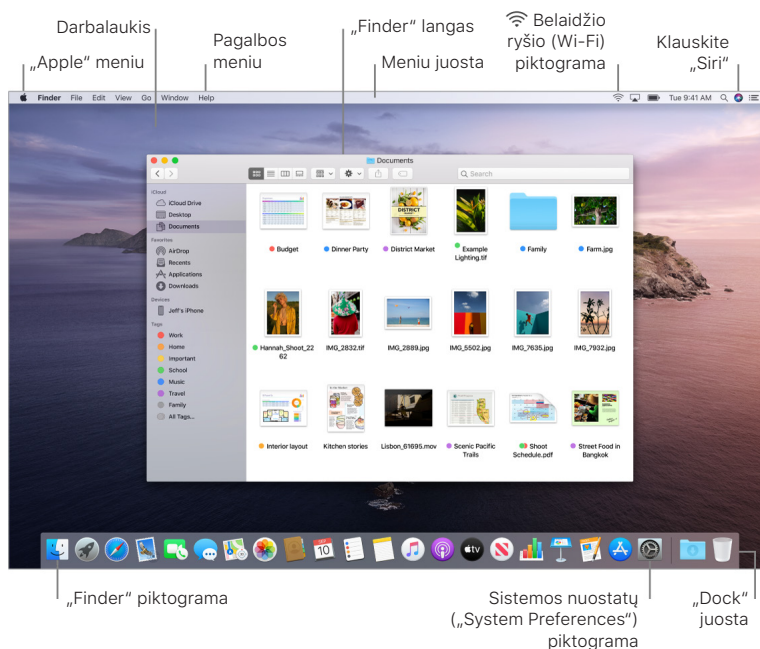 Darbalaukis
„Apple“ meniu
Pagalbos
meniu
„Finder“ langas
Meniu juosta
Belaidžio
ryšio (Wi-Fi)
piktograma
Klauskite
„Siri“
Finder File Edit View Go Window Help
Tue 9:41 AM
Documents
Search
iCloud
iCloud Drive
Desktop
Documents
Favorites
AirDrop
Recents
Applications
Downloads
Devices
Jeff's iPhone
Tags
Work
Home
Important
School
Music
Travel
Family
All Tags...
Budget
Dinner Party
DISTRICT
District Market
Example
Lighting.tif
Family
Farm.jpg
Hannah_Shoot_22
62
IMG_2832.tif
IMG_2889.jpg
IMG_5502.jpg
IMG_7635.jpg
IMG_7932.jpg
Interior layout
Kitchen stories
Lisbon_61695.mov
Scenic Pacific
Trails
Shoot
Schedule.pdf
Street Food in
Bangkok
SEP
10
tv
„Finder“ piktograma
Sistemos nuostatų
(„System Preferences“)
piktograma
„Dock“
juosta